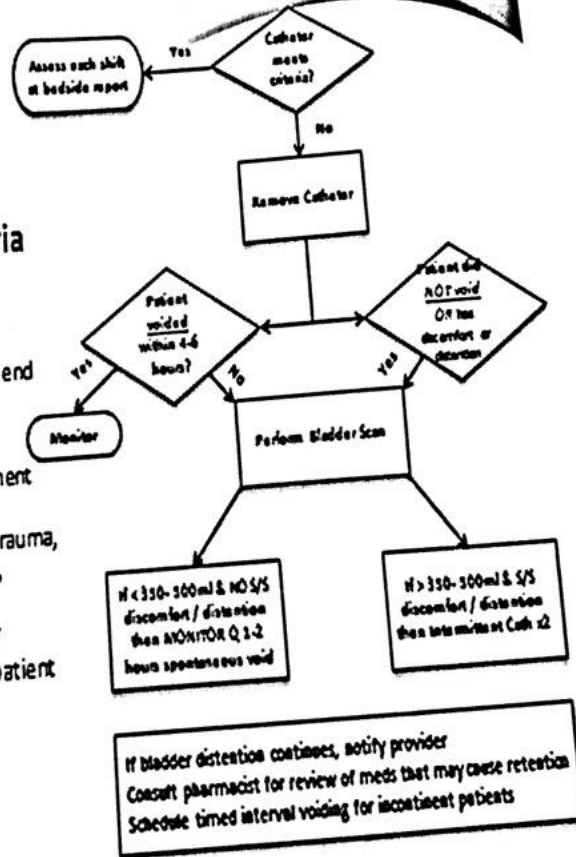 Catheter
meets
criteria?
Yes
Assess each shift
at bedside report
No
Remove Catheter
ria
end
ment
rauma,
patient
Patient
voided
within 4-6
hours?
Patient did
NOT void
OR has
discomfort or
distention
Yes
No
Yes
Monitor
Perform Bladder Scan
If < 350-500ml & NO S/S
discomfort / distention
then MONITOR Q 1-2
hours spontaneous void
If > 350-500ml & S/S
discomfort / distention
then Intermittent Cath x2
If bladder distention continues, notify provider
Consult pharmacist for review of meds that may cause retention
Schedule timed interval voiding for incontinent patients